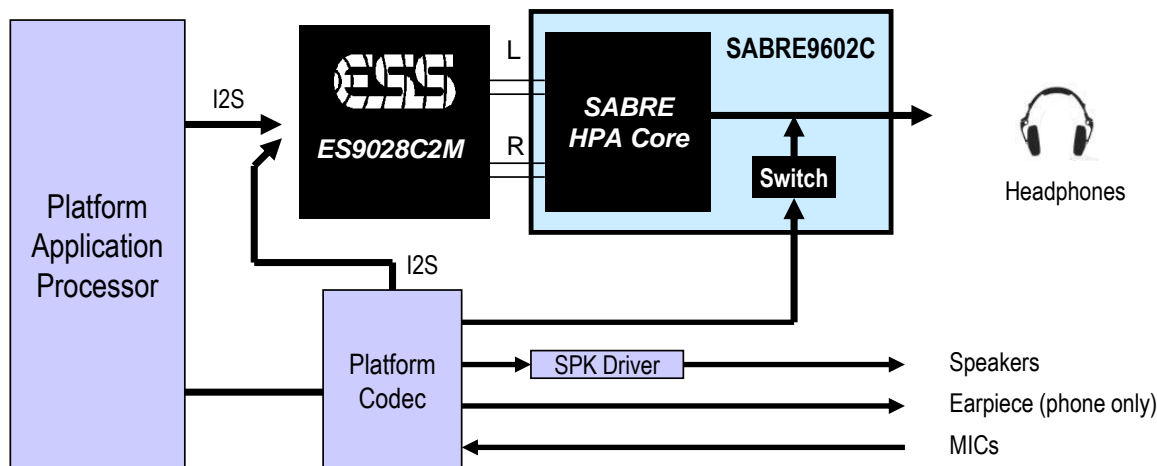 Platform
Application
Processor
I2S
I2S
ESS
ES9028C2M
L
R
SABRE9602C
SABRE
HPA Core
Switch
Headphones
Platform
Codec
SPK Driver
Speakers
Earpiece (phone only)
MICs